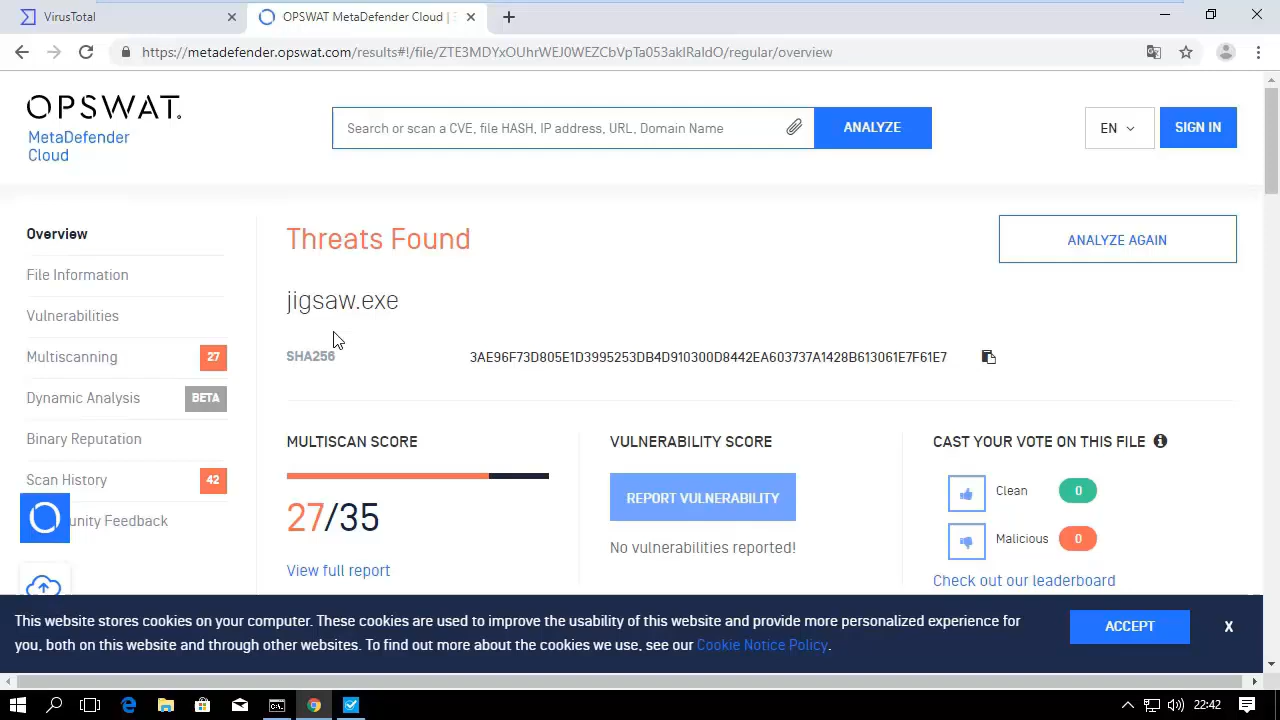 VirusTotal
OPSWAT MetaDefender Cloud |
https://metadefender.opswat.com/results#!/file/ZTE3MDYxOUhrWEJ0WEZCbVpTa053aklRaldO/regular/overview
OPSWAT.
MetaDefender
Cloud
Search or scan a CVE, file HASH, IP address, URL, Domain Name
ANALYZE
EN
SIGN IN
Overview
File Information
Vulnerabilities
Multiscanning 27
Dynamic Analysis BETA
Binary Reputation
Scan History 42
unity Feedback
Threats Found
ANALYZE AGAIN
jigsaw.exe
SHA256
3AE96F73D805E1D3995253DB4D910300D8442EA603737A1428B613061E7F61E7
MULTISCAN SCORE
27/35
View full report
VULNERABILITY SCORE
REPORT VULNERABILITY
No vulnerabilities reported!
CAST YOUR VOTE ON THIS FILE
Clean 0
Malicious 0
Check out our leaderboard
This website stores cookies on your computer. These cookies are used to improve the usability of this website and provide more personalized experience for
you, both on this website and through other websites. To find out more about the cookies we use, see our Cookie Notice Policy.
ACCEPT
X
22:42